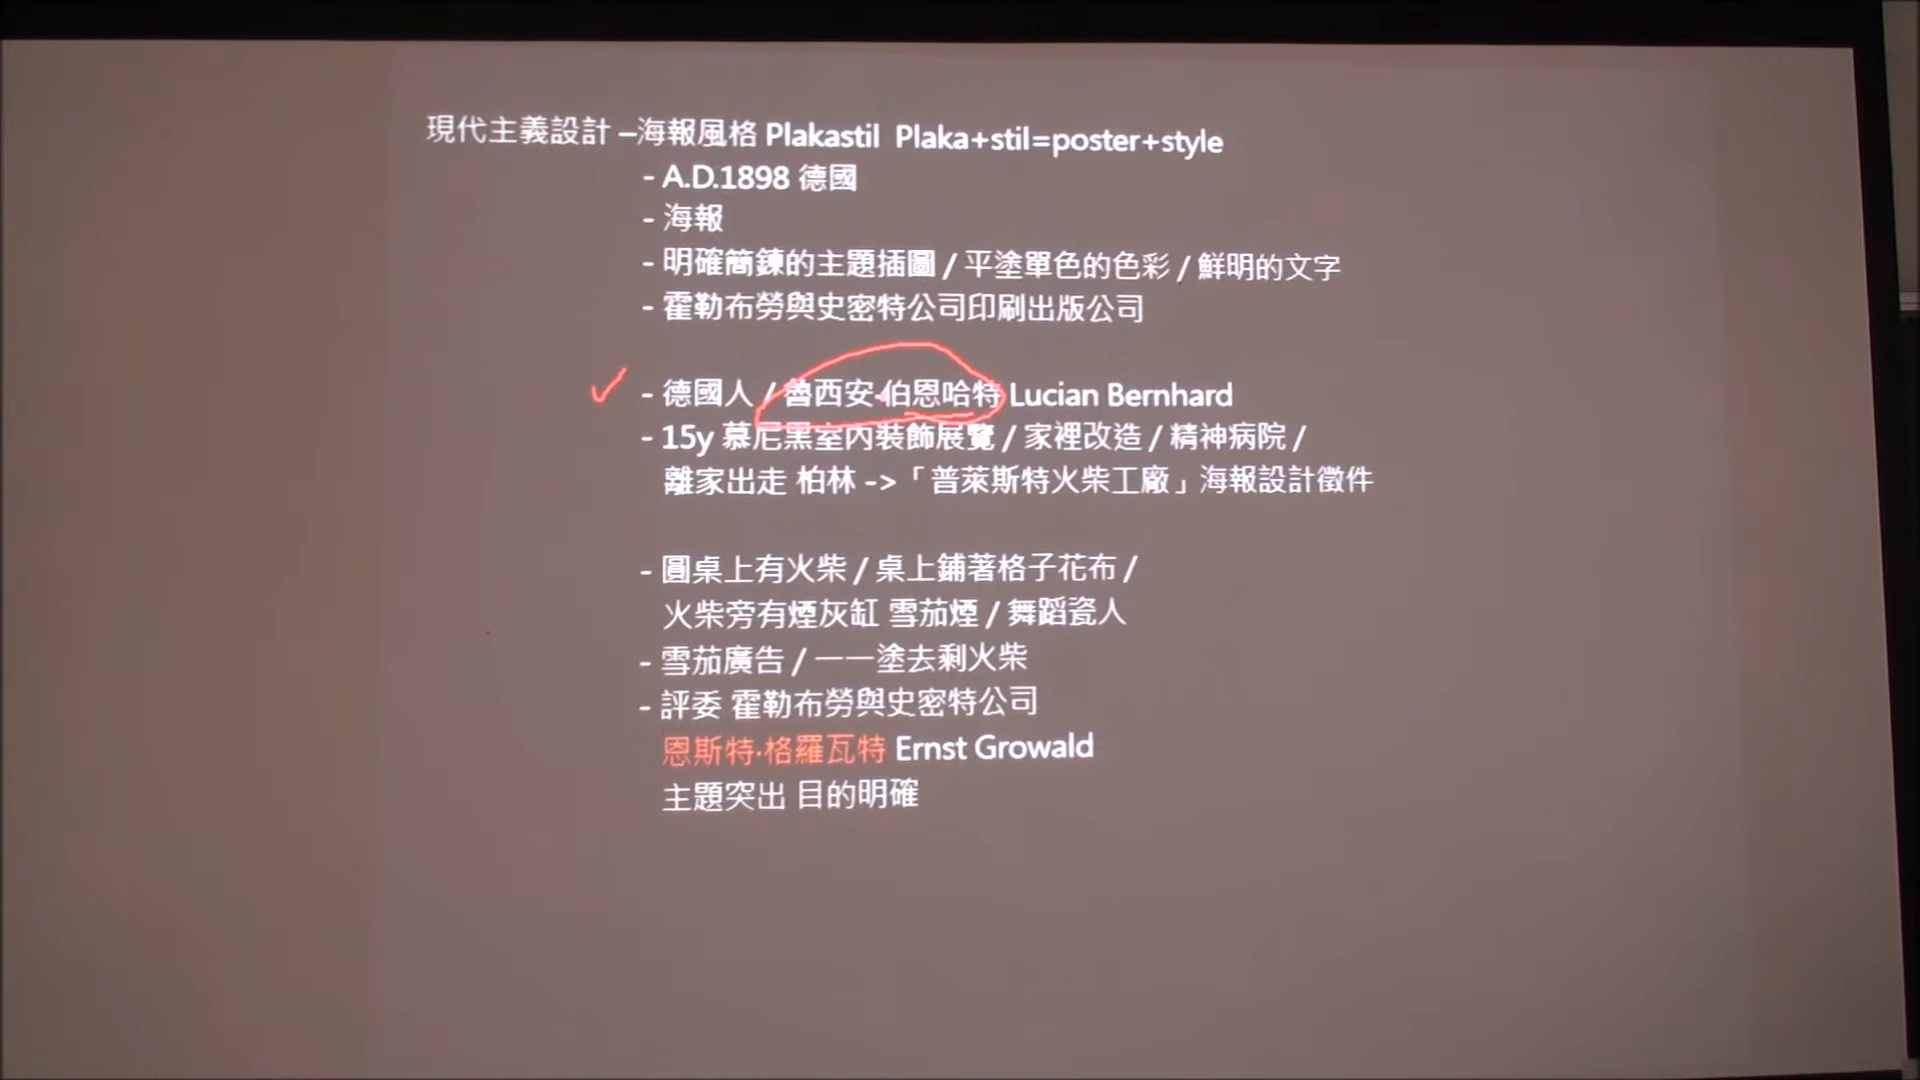 現代主義設計 –海報風格 Plakastil Plaka+stil=poster+style
- A.D.1898 德國
- 海報
- 明確簡鍊的主題插圖 / 平塗單色的色彩 / 鮮明的文字
- 霍勒布勞與史密特公司印刷出版公司
- 德國人 / 魯西安·伯恩哈特 Lucian Bernhard
- 15y 慕尼黑室內裝飾展覽 / 家裡改造 / 精神病院 /
離家出走 柏林 ->「普萊斯特火柴工廠」海報設計徵件
- 圓桌上有火柴 / 桌上鋪著格子花布 /
火柴旁有煙灰缸 雪茄煙 / 舞蹈瓷人
- 雪茄廣告 / 一一塗去剩火柴
- 評委 霍勒布勞與史密特公司
恩斯特·格羅瓦特 Ernst Growald
主題突出 目的明確